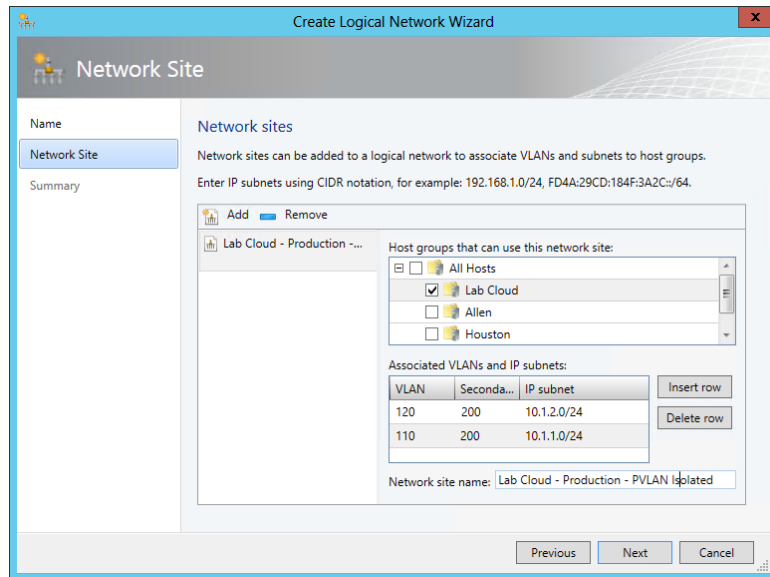 Create Logical Network Wizard
x
Network Site
Name
Network Site
Summary
Network sites
Network sites can be added to a logical network to associate VLANs and subnets to host groups.
Enter IP subnets using CIDR notation, for example: 192.168.1.0/24, FD4A:29CD:184F:3A2C::/64.
Add Remove
Lab Cloud - Production -...
Host groups that can use this network site:
All Hosts
Lab Cloud
Allen
Houston
Associated VLANs and IP subnets:
VLAN Seconda... IP subnet
120 200 10.1.2.0/24
110 200 10.1.1.0/24
Insert row
Delete row
Network site name: Lab Cloud - Production - PVLAN Isolated
Previous Next Cancel